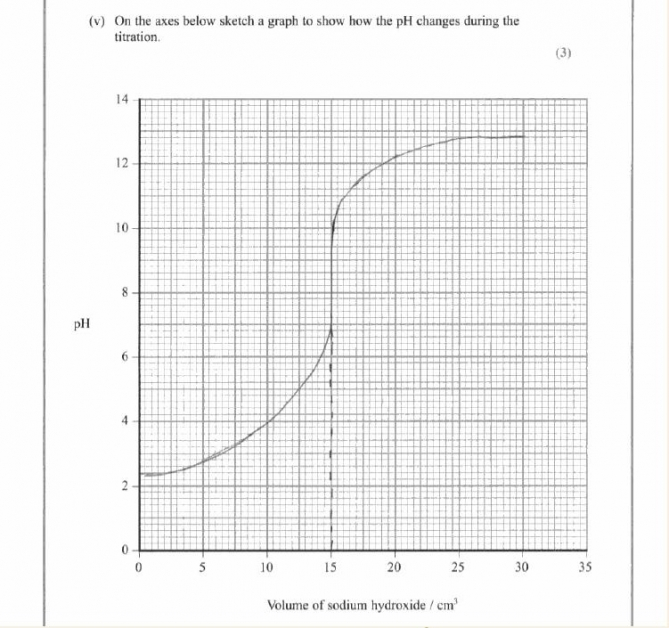 (v) On the axes below sketch a graph to show how the pH changes during the
titration.
(3)
14
12
10
8
pH
6
4
2
0
0 5 10 15 20 25 30 35
Volume of sodium hydroxide / cm³